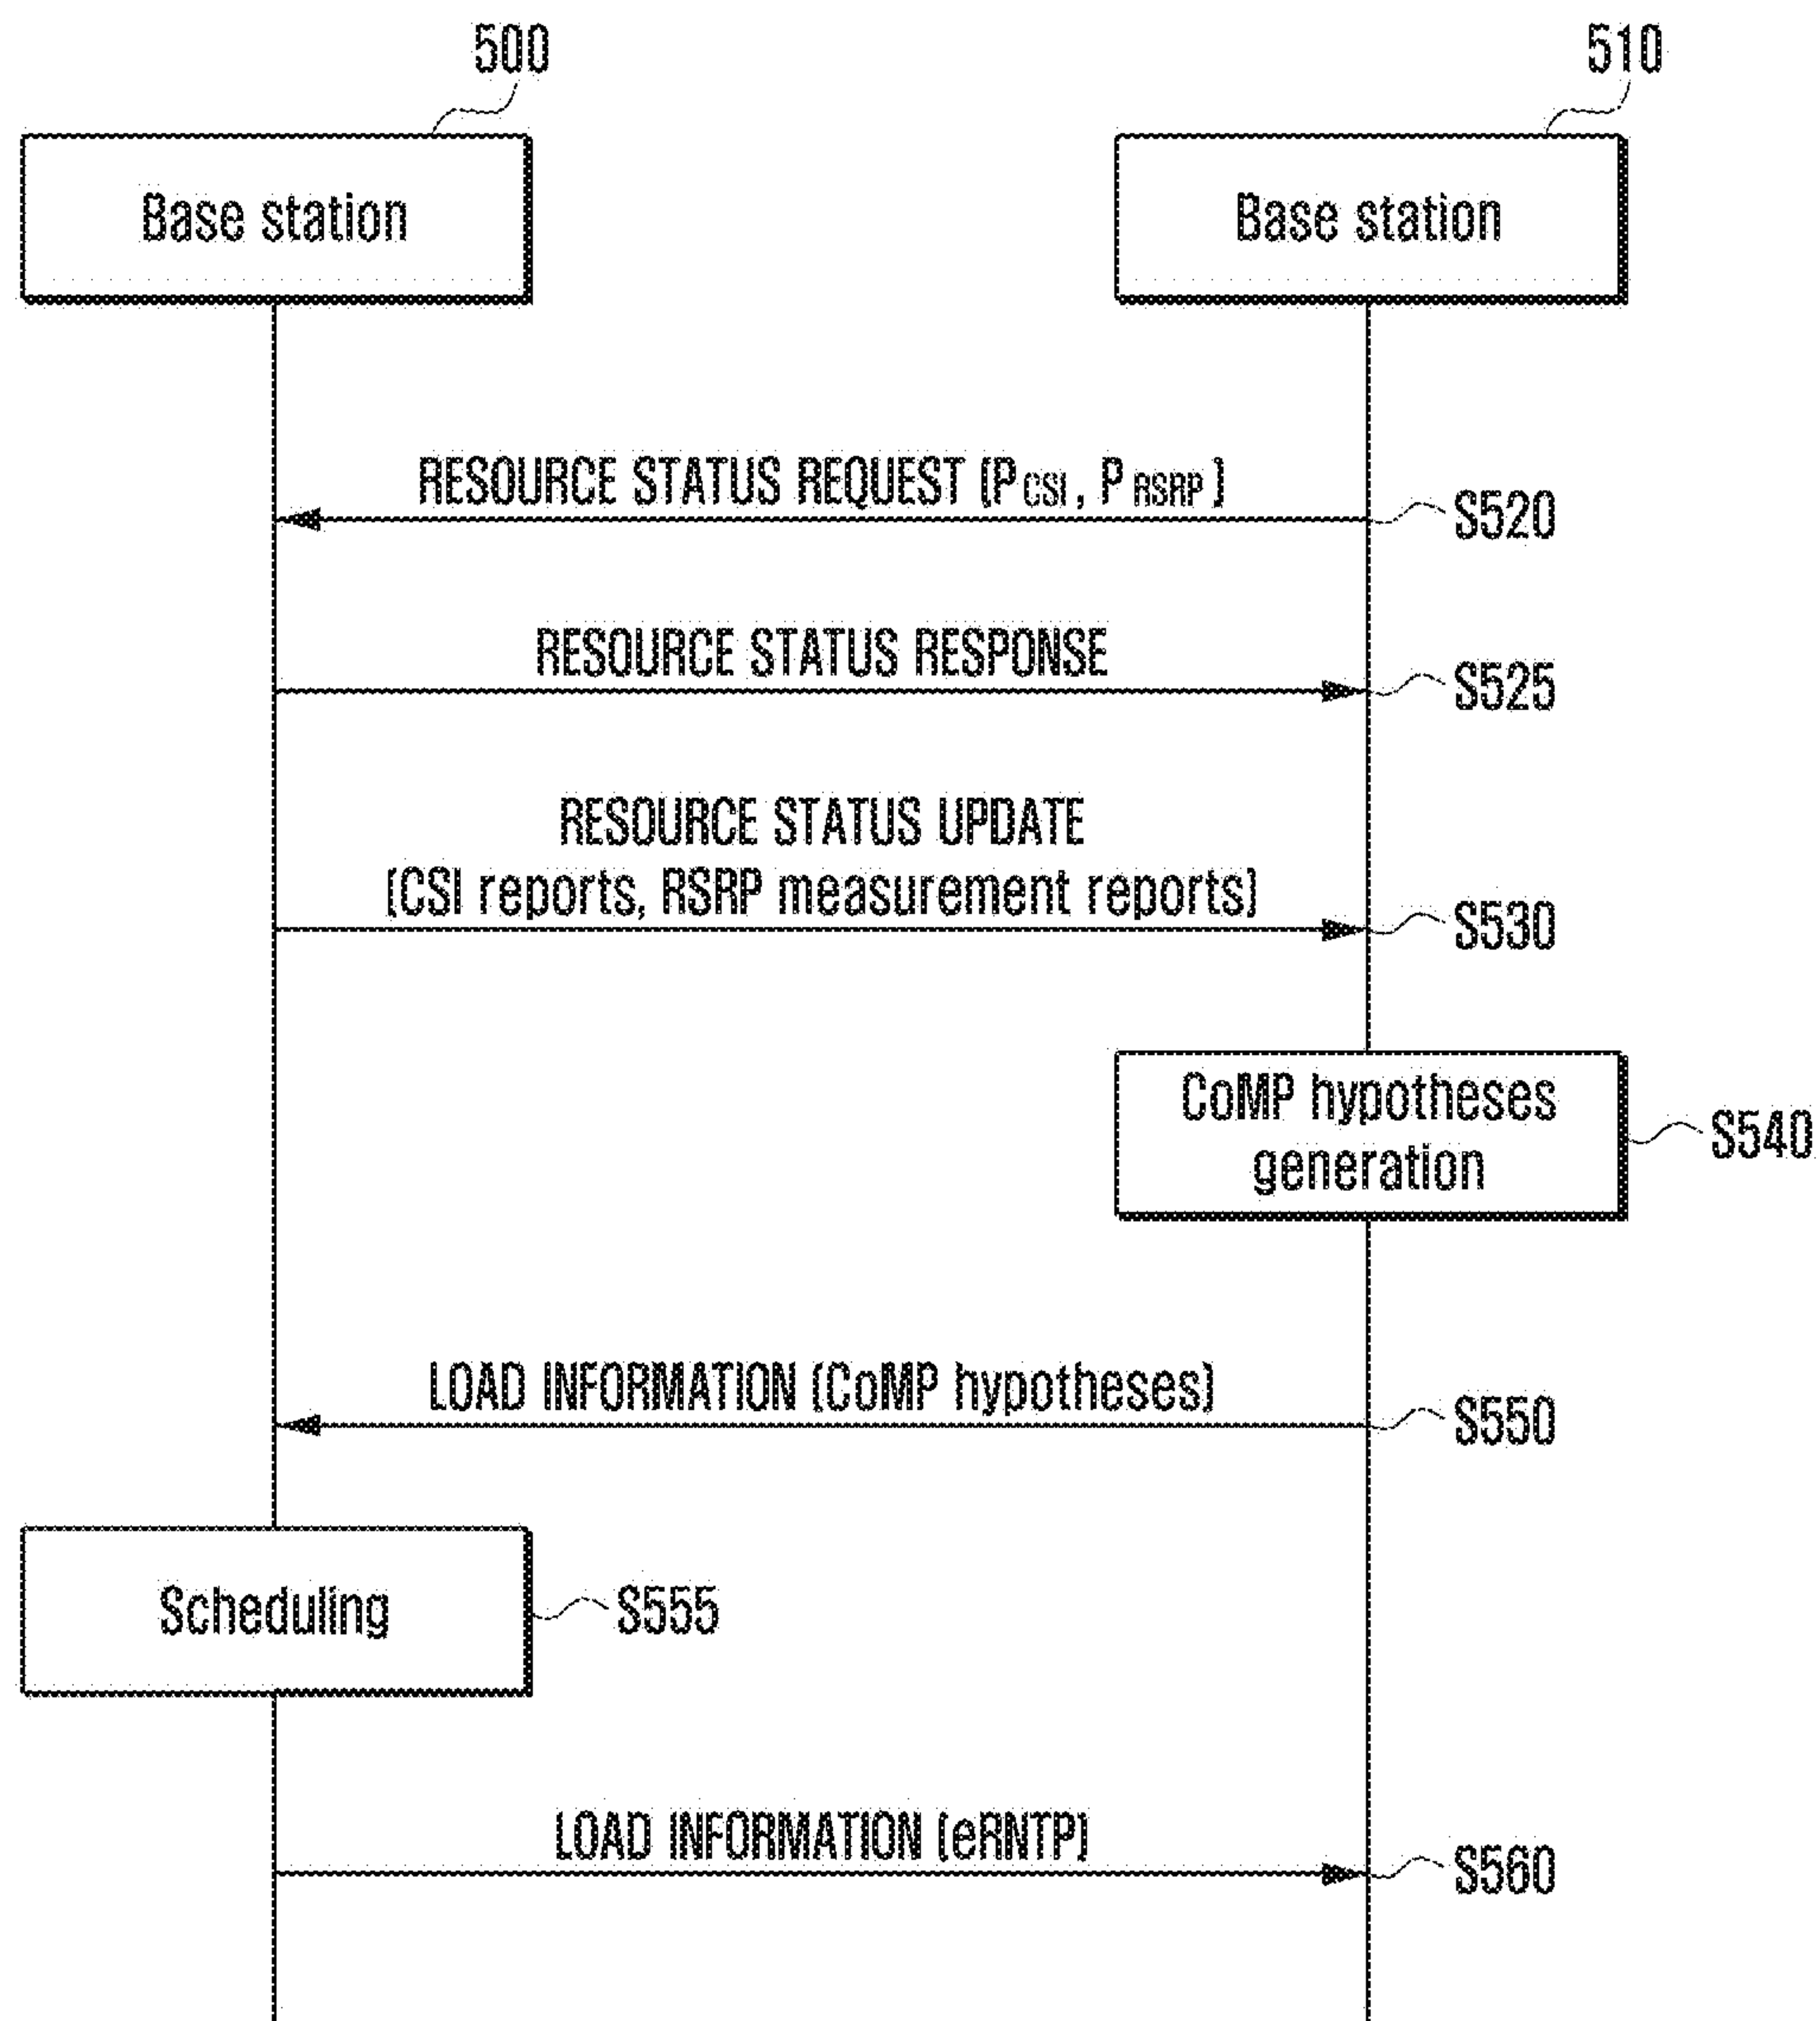 500
510
Base station
Base station
RESOURCE STATUS REQUEST (P CSI, P RSRP)
S520
RESOURCE STATUS RESPONSE
S525
RESOURCE STATUS UPDATE
(CSI reports, RSRP measurement reports)
S530
CoMP hypotheses
generation
S540
LOAD INFORMATION (CoMP hypotheses)
S550
Scheduling
S555
LOAD INFORMATION (eRNTP)
S560